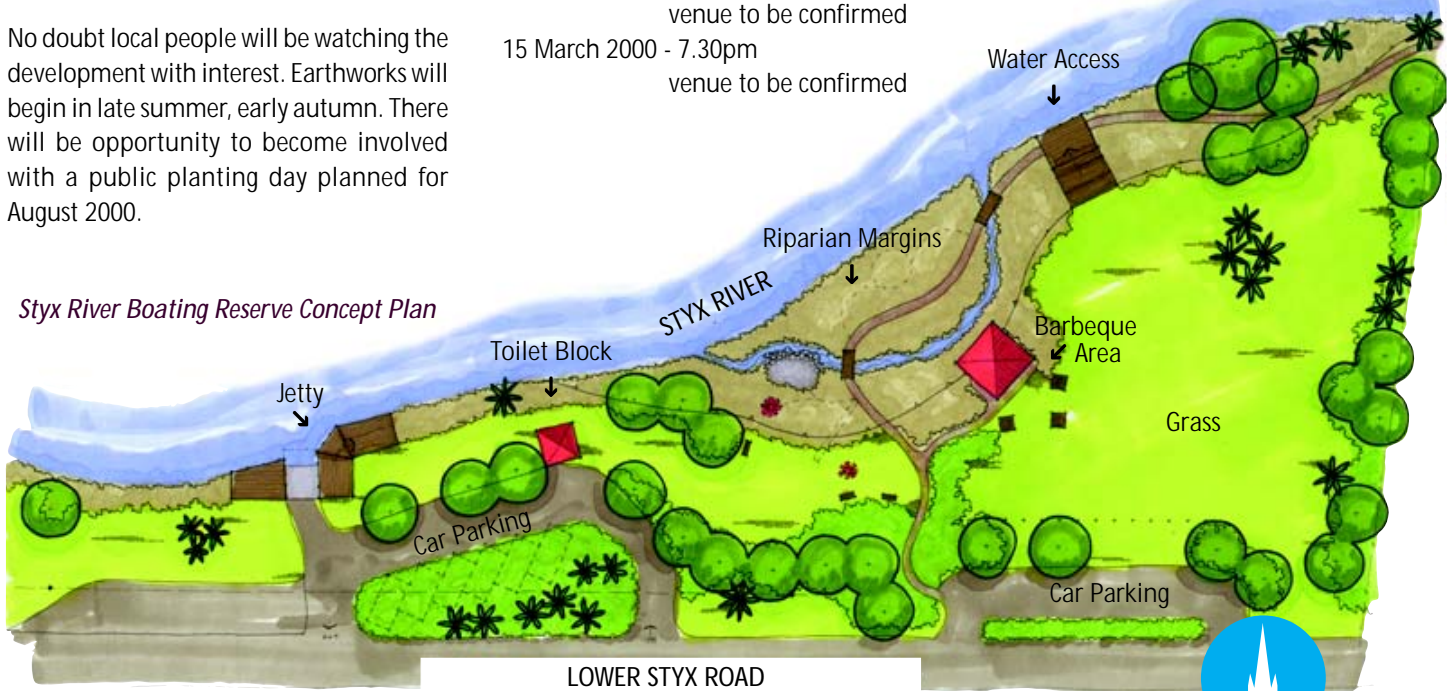 No doubt local people will be watching the
development with interest. Earthworks will
begin in late summer, early autumn. There
will be opportunity to become involved
with a public planting day planned for
August 2000.
venue to be confirmed
15 March 2000 - 7.30pm
venue to be confirmed
Styx River Boating Reserve Concept Plan
Water Access
Riparian Margins
STYX RIVER
Toilet Block
Barbeque
Area
Jetty
Grass
Car Parking
Car Parking
LOWER STYX ROAD